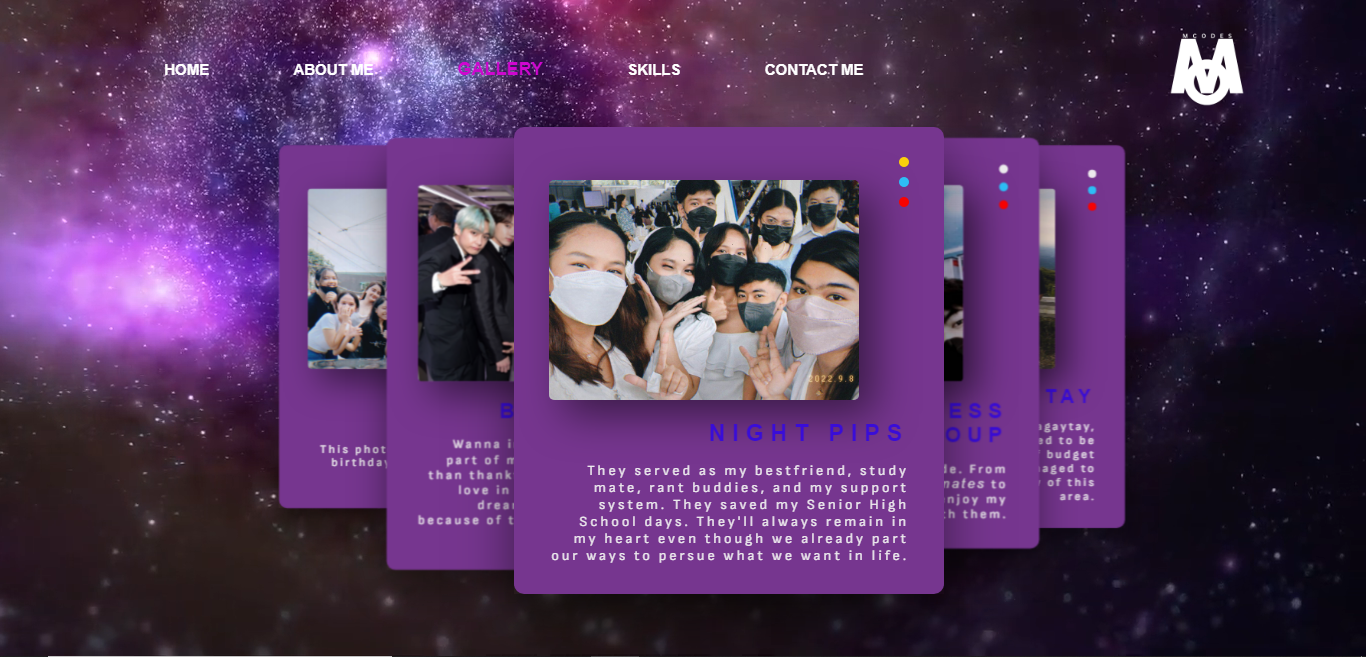 MCODES
HOME
ABOUT ME
GALLERY
SKILLS
CONTACT ME
2022.9.8
NIGHT PIPS
They served as my bestfriend, study
mate, rant buddies, and my support
system. They saved my Senior High
School days. They'll always remain in
my heart even though we already part
our ways to persue what we want in life.
This phot
birthday
B
Wanna i
part of m
than thank
love in
drea
because of t
ESS
OUP
de. From
mates to
enjoy my
th them.
TAY
agaytay,
ed to be
budget
naged to
y of this
area.